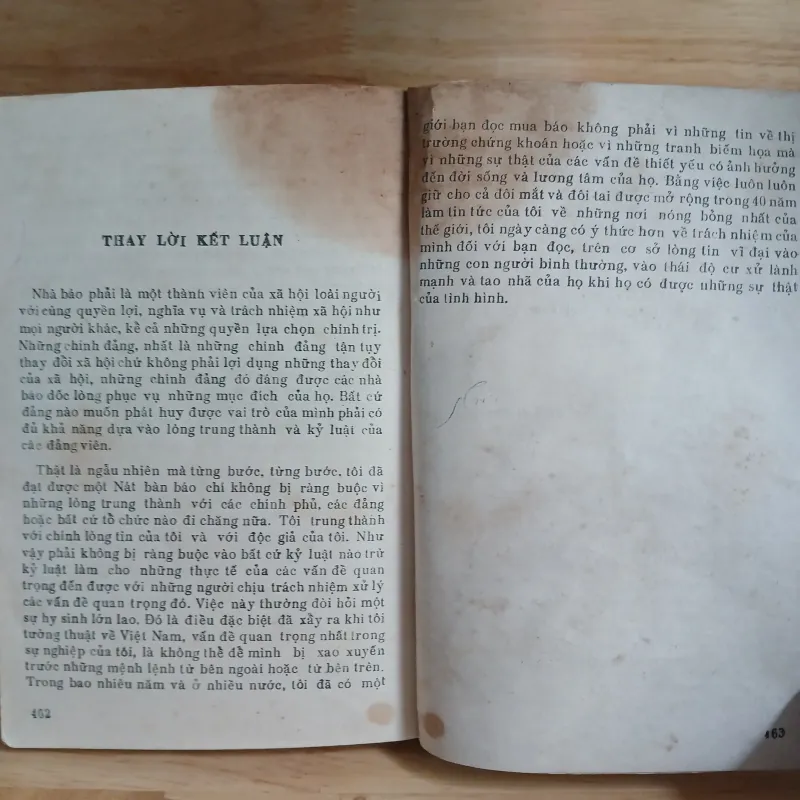 THAY LỜI KẾT LUẬN
Nhà báo phải là một thành viên của xã hội loài người
với cùng quyền lợi, nghĩa vụ và trách nhiệm xã hội như
mọi người khác, kể cả những quyền lựa chọn chính trị.
Những chính đảng, nhất là những chính đảng tận tụy
thay đổi xã hội chứ không phải lợi dụng những thay đổi
của xã hội, những chính đảng đó đáng được các nhà
báo dốc lòng phục vụ những mục đích của họ. Bất cứ
đảng nào muốn phát huy được vai trò của mình phải có
đủ khả năng dựa vào lòng trung thành và kỷ luật của
các đảng viên.
Thật là ngẫu nhiên mà từng bước, từng bước, tôi đã
đạt được một Nát bàn báo chí không bị ràng buộc vì
những lòng trung thành với các chính phủ, các đảng
hoặc bất cứ tổ chức nào đi chăng nữa. Tôi trung thành
với chính lòng tin của tôi và với độc giả của tôi. Như
vậy phải không bị ràng buộc vào bất cứ kỷ luật nào trừ
kỷ luật làm cho những thực tế của các vấn đề quan
trọng đến được với những người chịu trách nhiệm xử lý
các vấn đề quan trọng đó. Việc này thường đòi hỏi một
sự hy sinh lớn lao. Đó là điều đặc biệt đã xẩy ra khi tôi
tường thuật về Việt Nam, vấn đề quan trọng nhất trong
sự nghiệp của tôi, là không thể để mình bị xao xuyến
trước những mệnh lệnh từ bên ngoài hoặc từ bên trên.
Trong bao nhiêu năm và ở nhiều nước, tôi đã có một
462
giới bạn đọc mua báo không phải vì những tin về thị
trường chứng khoán hoặc vì những tranh biếm họa mà
vì những sự thật của các vấn đề thiết yếu có ảnh hưởng
đến đời sống và lương tâm của họ. Bằng việc luôn luôn
giữ cho cả đôi mắt và đôi tai được mở rộng trong 40 năm
làm tin tức của tôi về những nơi nóng bỏng nhất của
thế giới, tôi ngày càng có ý thức hơn về trách nhiệm của
mình đối với bạn đọc, trên cơ sở lòng tin vĩ đại vào
những con người bình thường, vào thái độ cư xử lành
mạnh và tao nhã của họ khi họ có được những sự thật
của tình hình.
463